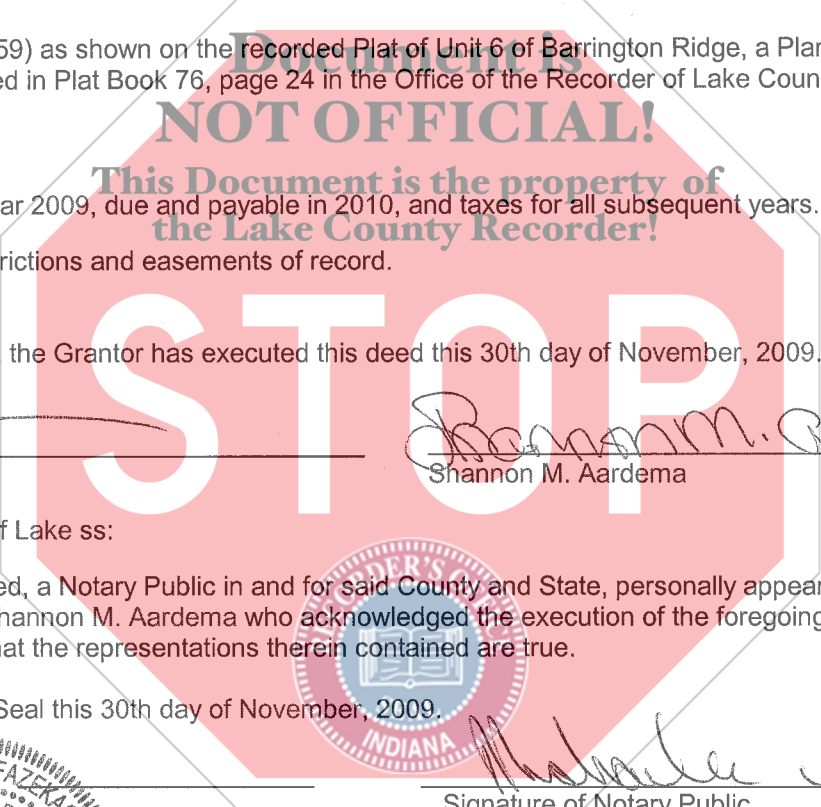 59) as shown on the recorded Plat of Unit 6 of Barrington Ridge, a Plan
Document is
ed in Plat Book 76, page 24 in the Office of the Recorder of Lake Coun
NOT OFFICIAL!
This Document is the property of
ar 2009, due and payable in 2010, and taxes for all subsequent years.
the Lake County Recorder!
rictions and easements of record.
STOP
the Grantor has executed this deed this 30th day of November, 2009.
Shannon M.
Shannon M. Aardema
f Lake ss:
ed, a Notary Public in and for said County and State, personally appear
hannon M. Aardema who acknowledged the execution of the foregoing
at the representations therein contained are true.
RECORDER'S OFFICE
SEAL
INDIANA
Seal this 30th day of November, 2009.
FAZEKAS
Signature of Notary Public